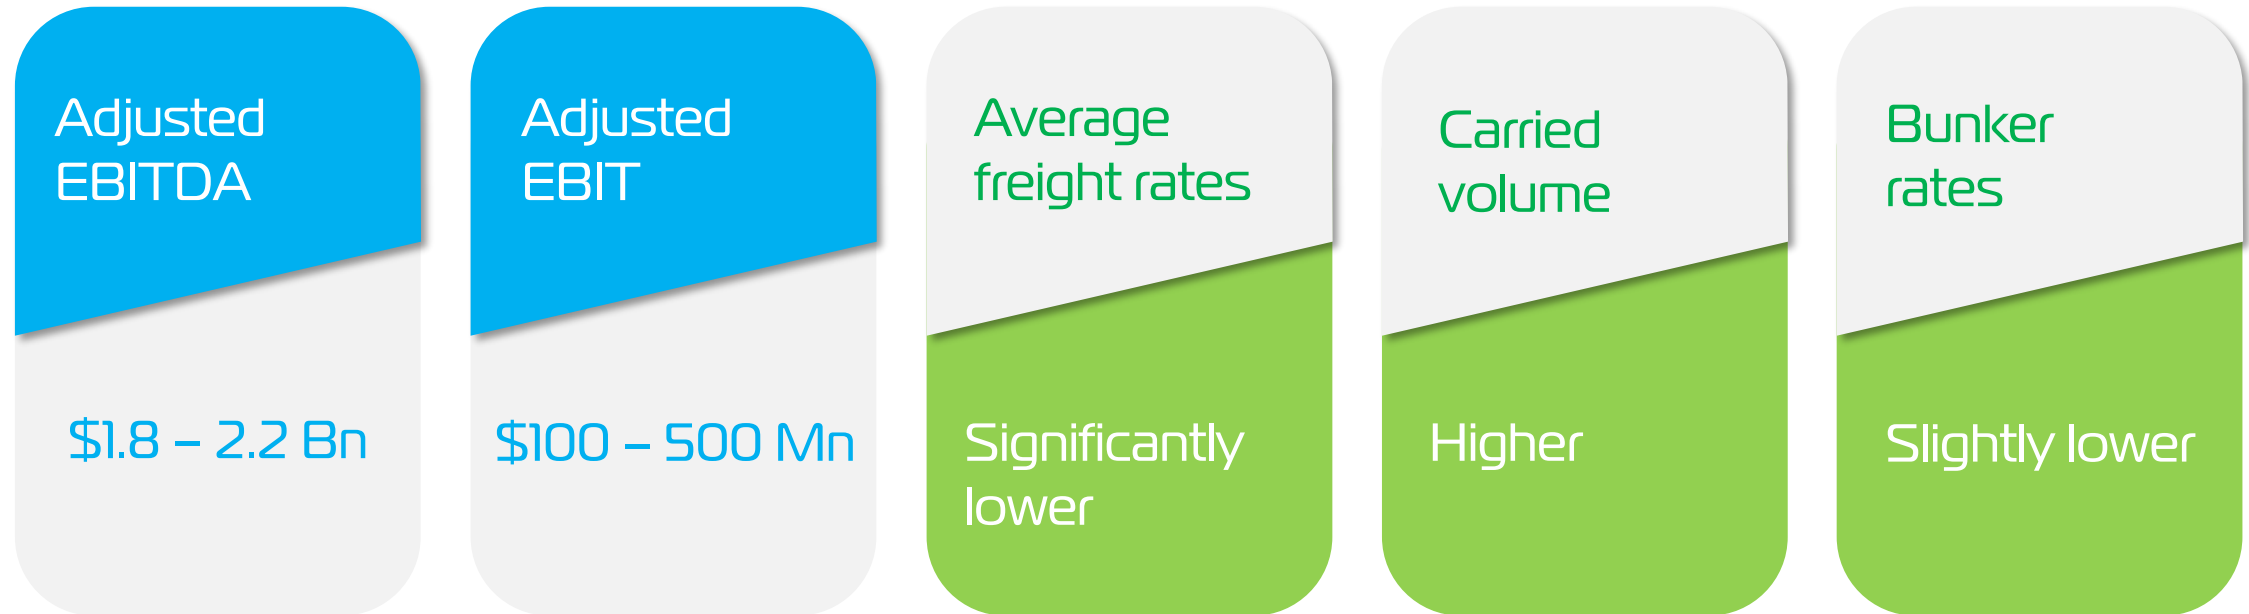 Adjusted
EBITDA
$1.8 – 2.2 Bn
Adjusted
EBIT
$100 – 500 Mn
Average
freight rates
Significantly
lower
Carried
volume
Higher
Bunker
rates
Slightly lower